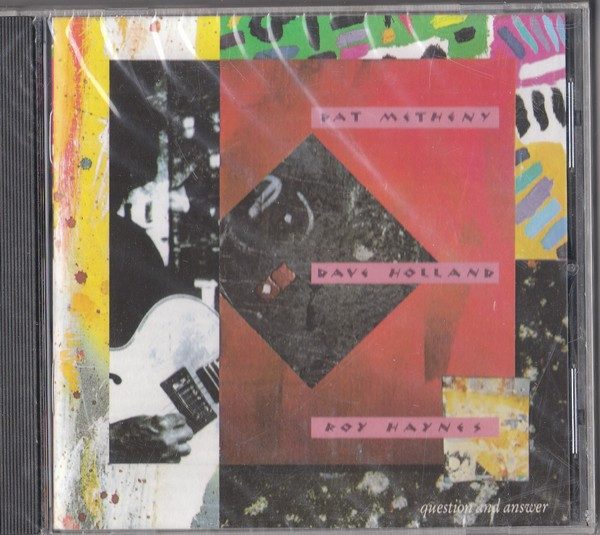 PAT METHENY
DAVE HOLLAND
ROY HAYNES
question and answer